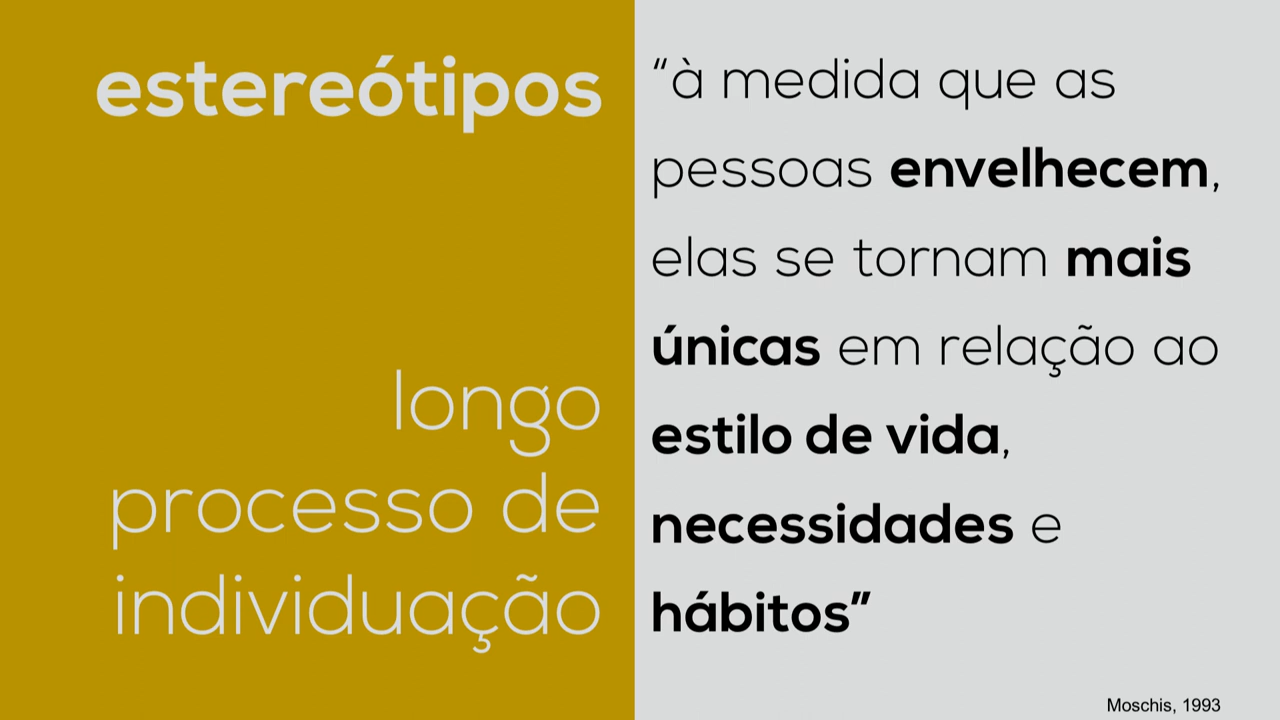 estereótipos
longo
processo de
individuação
“à medida que as
pessoas envelhecem,
elas se tornam mais
únicas em relação ao
estilo de vida,
necessidades e
hábitos”
Moschis, 1993